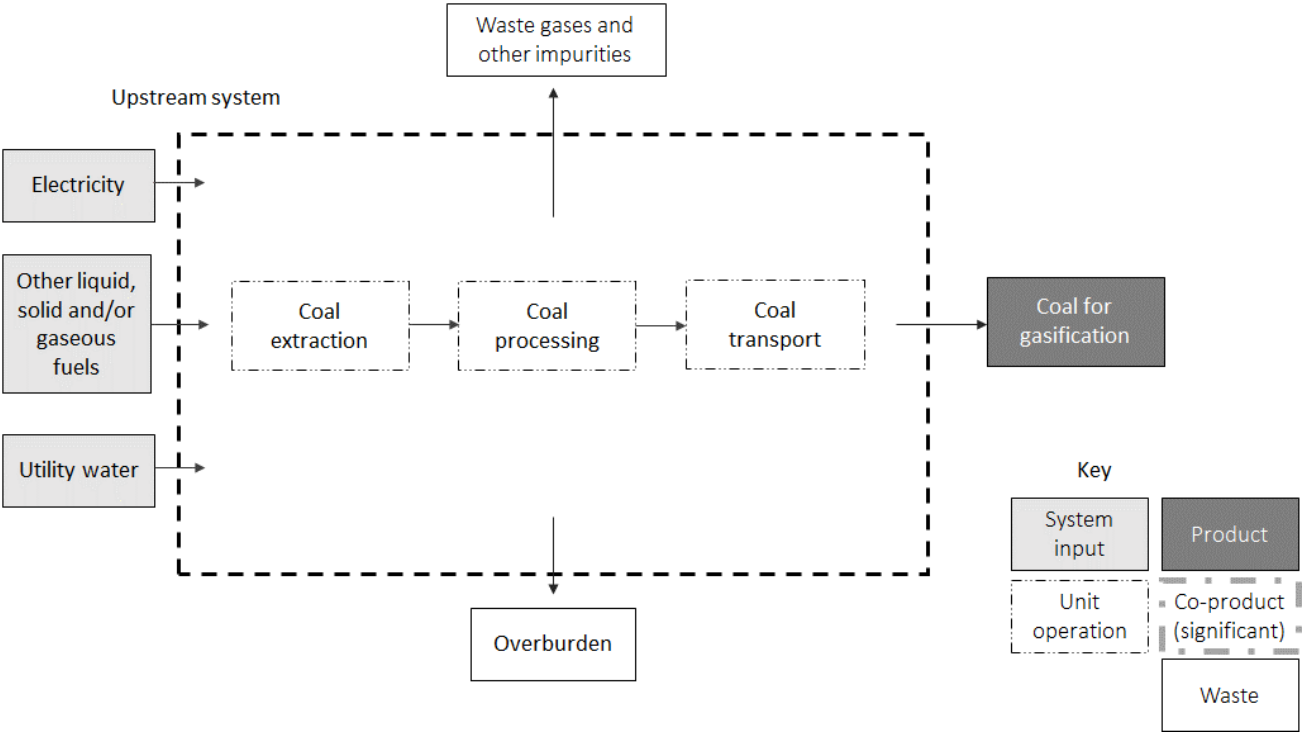 Waste gases and
other impurities
Upstream system
Electricity
Other liquid,
solid and/or
gaseous
fuels
Coal
extraction
Coal
processing
Coal
transport
Coal for
gasification
Utility water
Key
System
input
Product
Unit
operation
Co-product
(significant)
Overburden
Waste